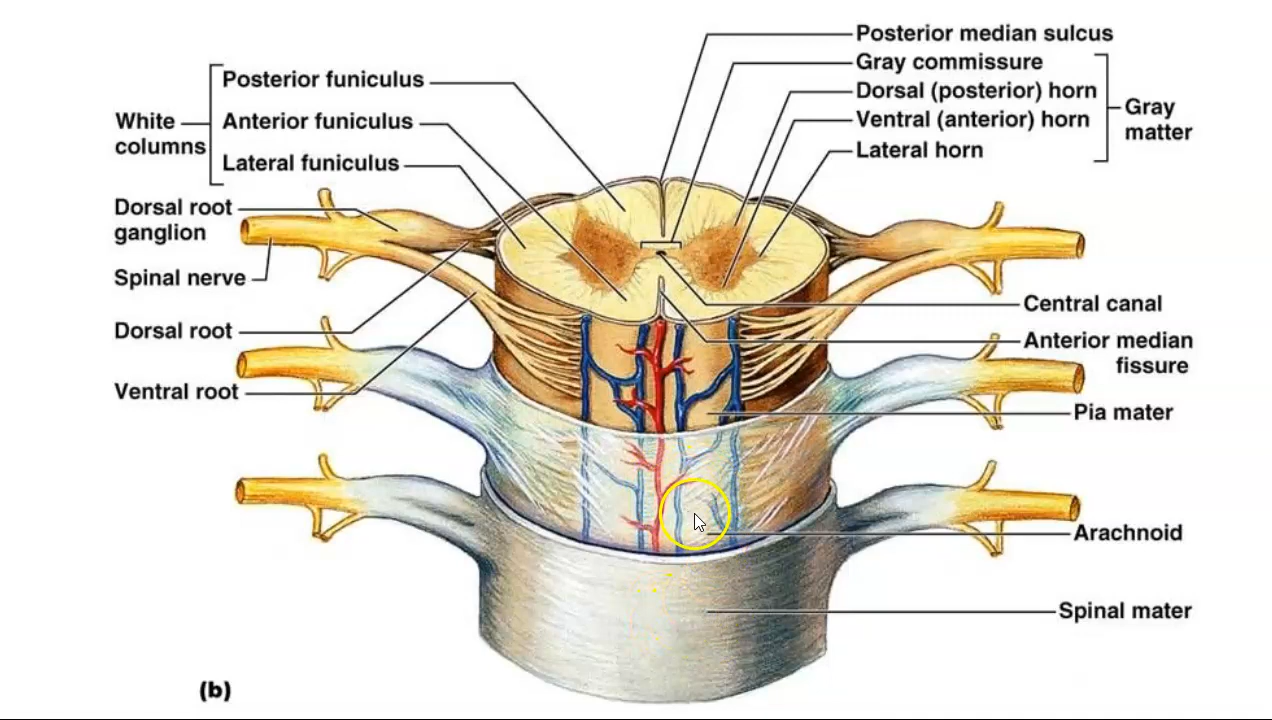 Posterior median sulcus
Gray commissure
Dorsal (posterior) horn
Ventral (anterior) horn
Lateral horn
Gray
matter
White
columns
Posterior funiculus
Anterior funiculus
Lateral funiculus
Dorsal root
ganglion
Spinal nerve
Dorsal root
Ventral root
Central canal
Anterior median
fissure
Pia mater
Arachnoid
Spinal mater
(b)